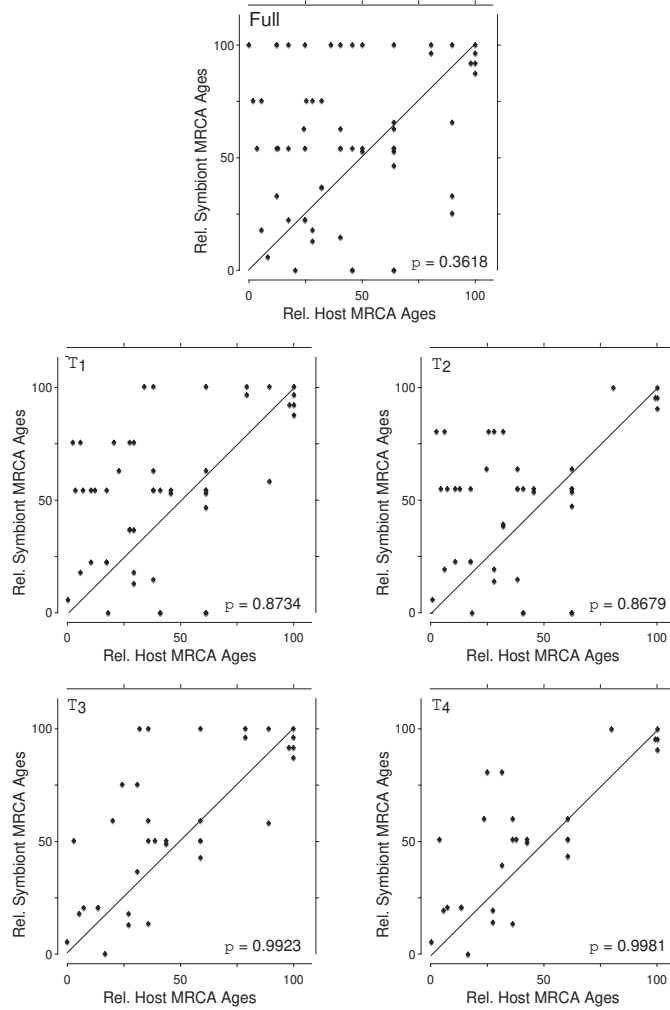 Full
100
50
0
Rel. Symbiont MRCA Ages
p = 0.3618
0 50 100
Rel. Host MRCA Ages
T1
100
50
0
Rel. Symbiont MRCA Ages
p = 0.8734
0 50 100
Rel. Host MRCA Ages
T2
100
50
0
Rel. Symbiont MRCA Ages
p = 0.8679
0 50 100
Rel. Host MRCA Ages
T3
100
50
0
Rel. Symbiont MRCA Ages
p = 0.9923
0 50 100
Rel. Host MRCA Ages
T4
100
50
0
Rel. Symbiont MRCA Ages
p = 0.9981
0 50 100
Rel. Host MRCA Ages